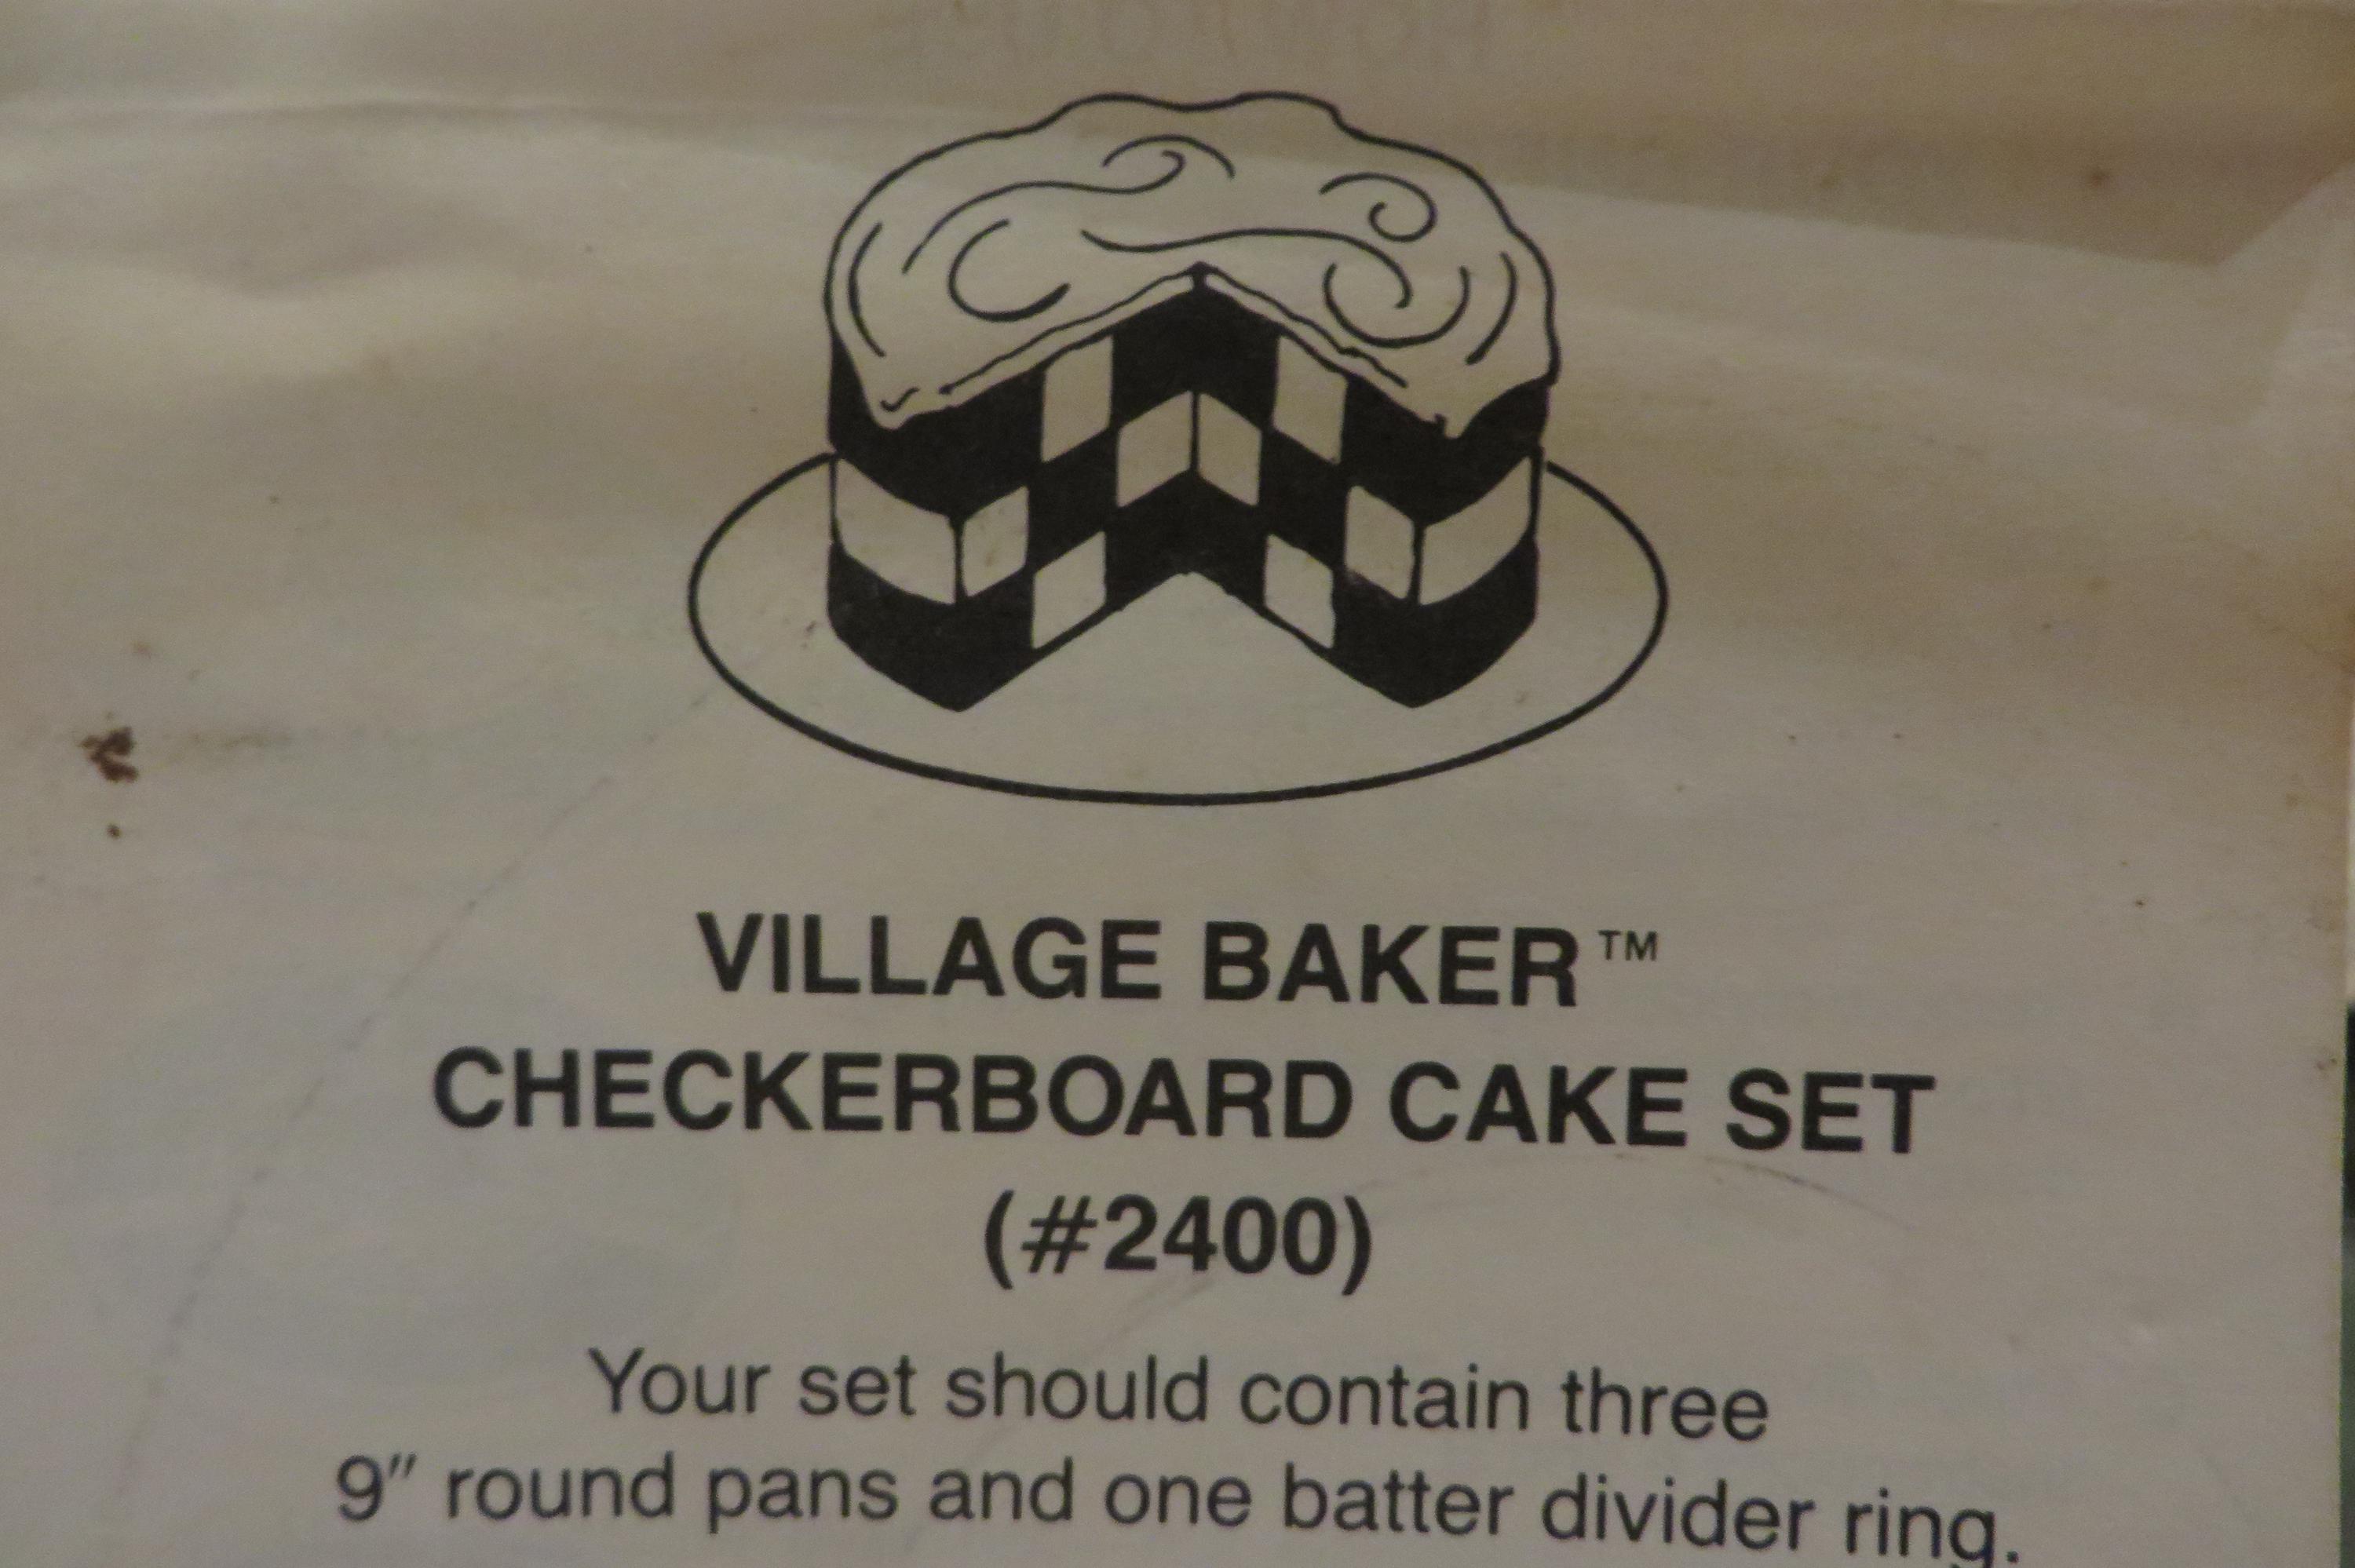 VILLAGE BAKER™
CHECKERBOARD CAKE SET
(#2400)
Your set should contain three
9″ round pans and one batter divider ring.